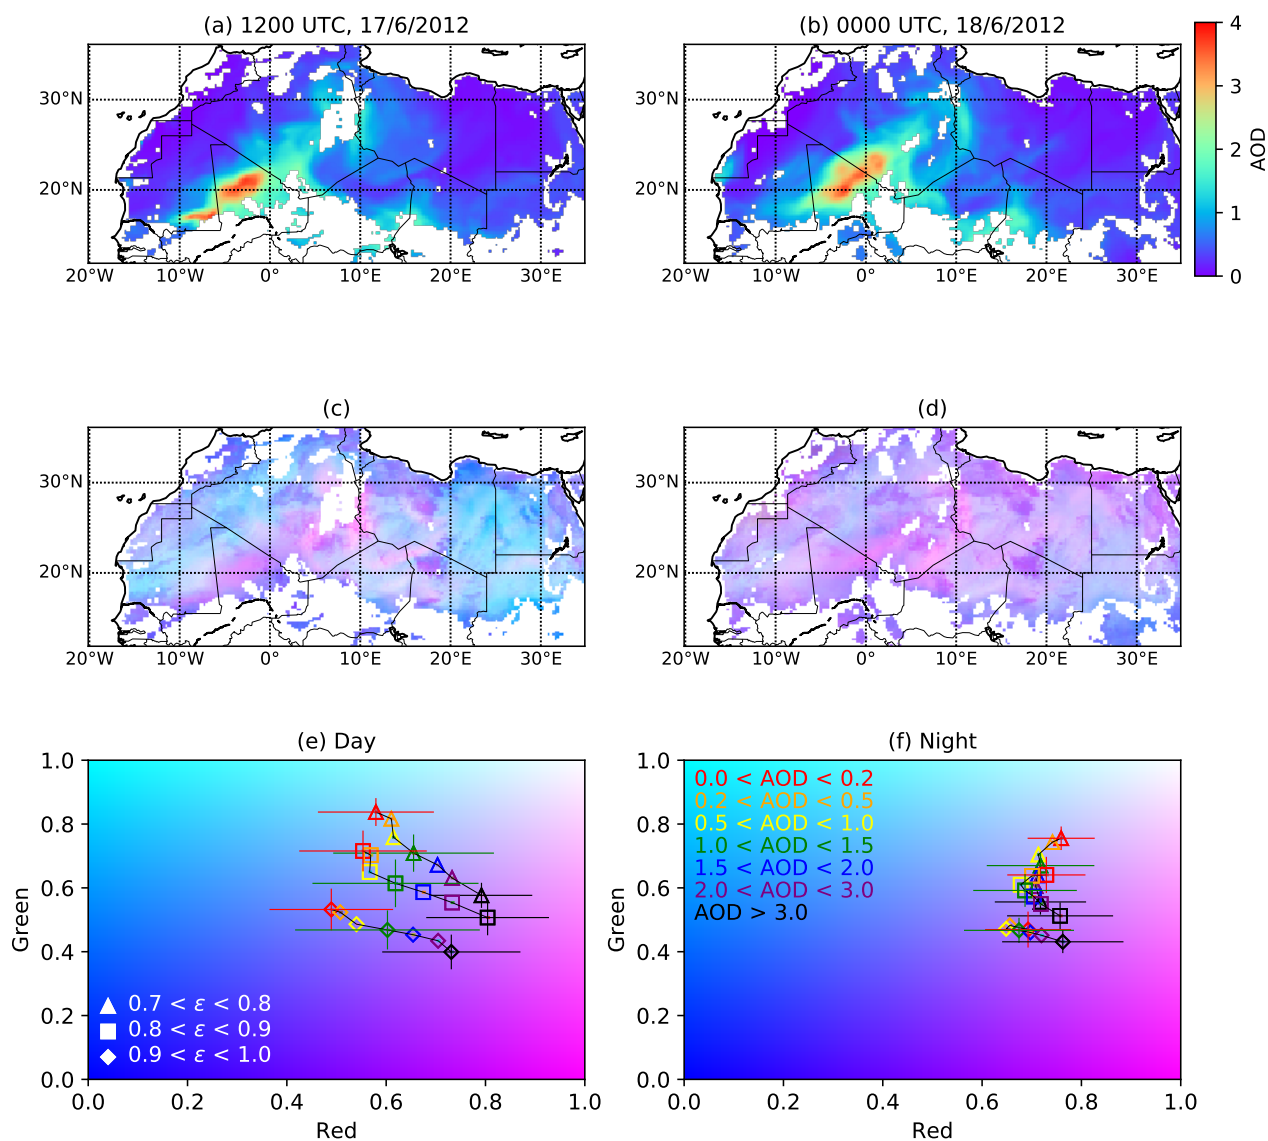 (a) 1200 UTC, 17/6/2012
(b) 0000 UTC, 18/6/2012
30°N
20°N
20°W 10°W 0° 10°E 20°E 30°E
30°N
20°N
20°W 10°W 0° 10°E 20°E 30°E
4
3
2
1
0
AOD
(c)
(d)
30°N
20°N
20°W 10°W 0° 10°E 20°E 30°E
30°N
20°N
20°W 10°W 0° 10°E 20°E 30°E
(e) Day
1.0
0.8
0.6
0.4
0.2
0.0
Green
0.7 < ε < 0.8
0.8 < ε < 0.9
0.9 < ε < 1.0
0.0 0.2 0.4 0.6 0.8 1.0
Red
(f) Night
1.0
0.8
0.6
0.4
0.2
0.0
Green
0.0 < AOD < 0.2
0.2 < AOD < 0.5
0.5 < AOD < 1.0
1.0 < AOD < 1.5
1.5 < AOD < 2.0
2.0 < AOD < 3.0
AOD > 3.0
0.0 0.2 0.4 0.6 0.8 1.0
Red